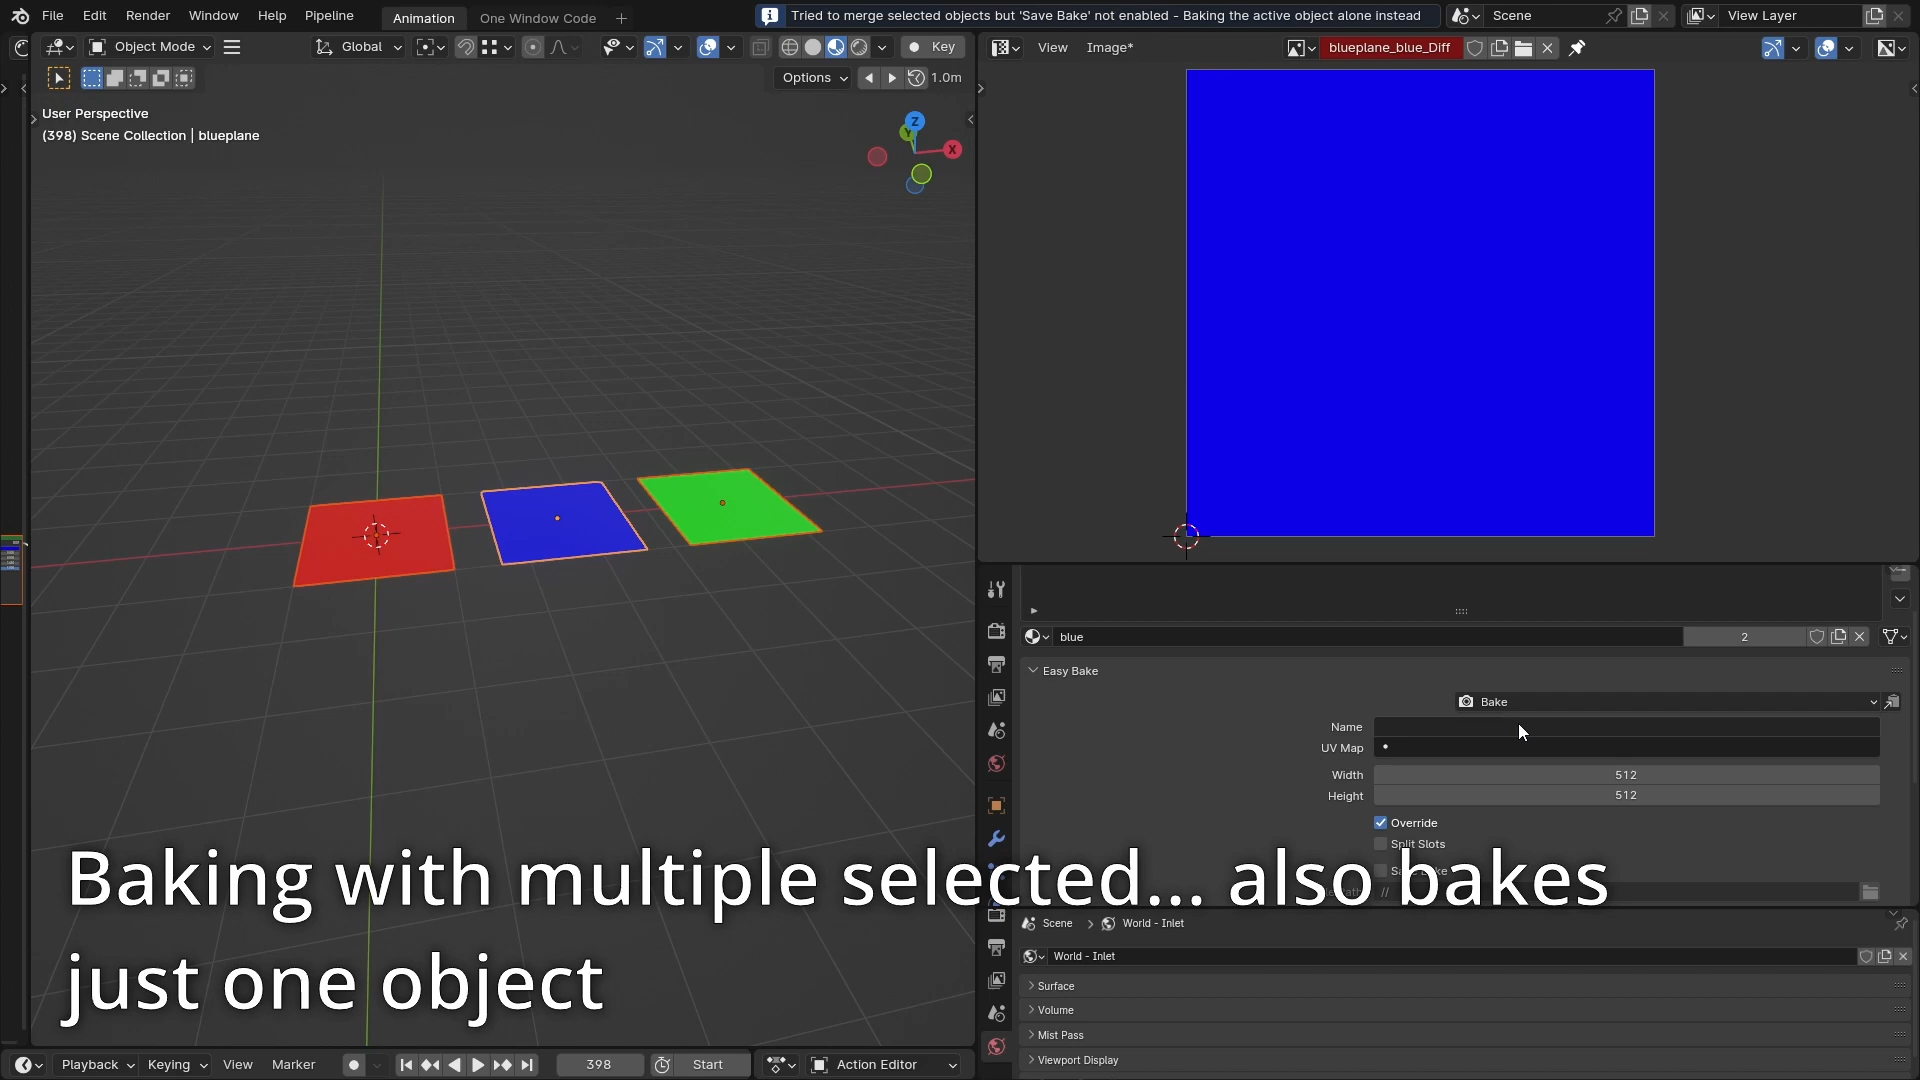 File Edit Render Window Help Pipeline Animation One Window Code + Tried to merge selected objects but 'Save Bake' not enabled - Baking the active object alone instead Scene View Layer
Object Mode Global Key View Image* blueplane_blue_Diff
Options 1.0m
User Perspective
(398) Scene Collection | blueplane
Z
Y
X
blue 2
Easy Bake
Bake
Name
UV Map
Width 512
Height 512
Override
Split Slots
Baking with multiple selected... also bakes
just one object
//
Scene > World - Inlet
World - Inlet
Surface
Volume
Mist Pass
Viewport Display
Playback Keying View Marker 398 Start Action Editor